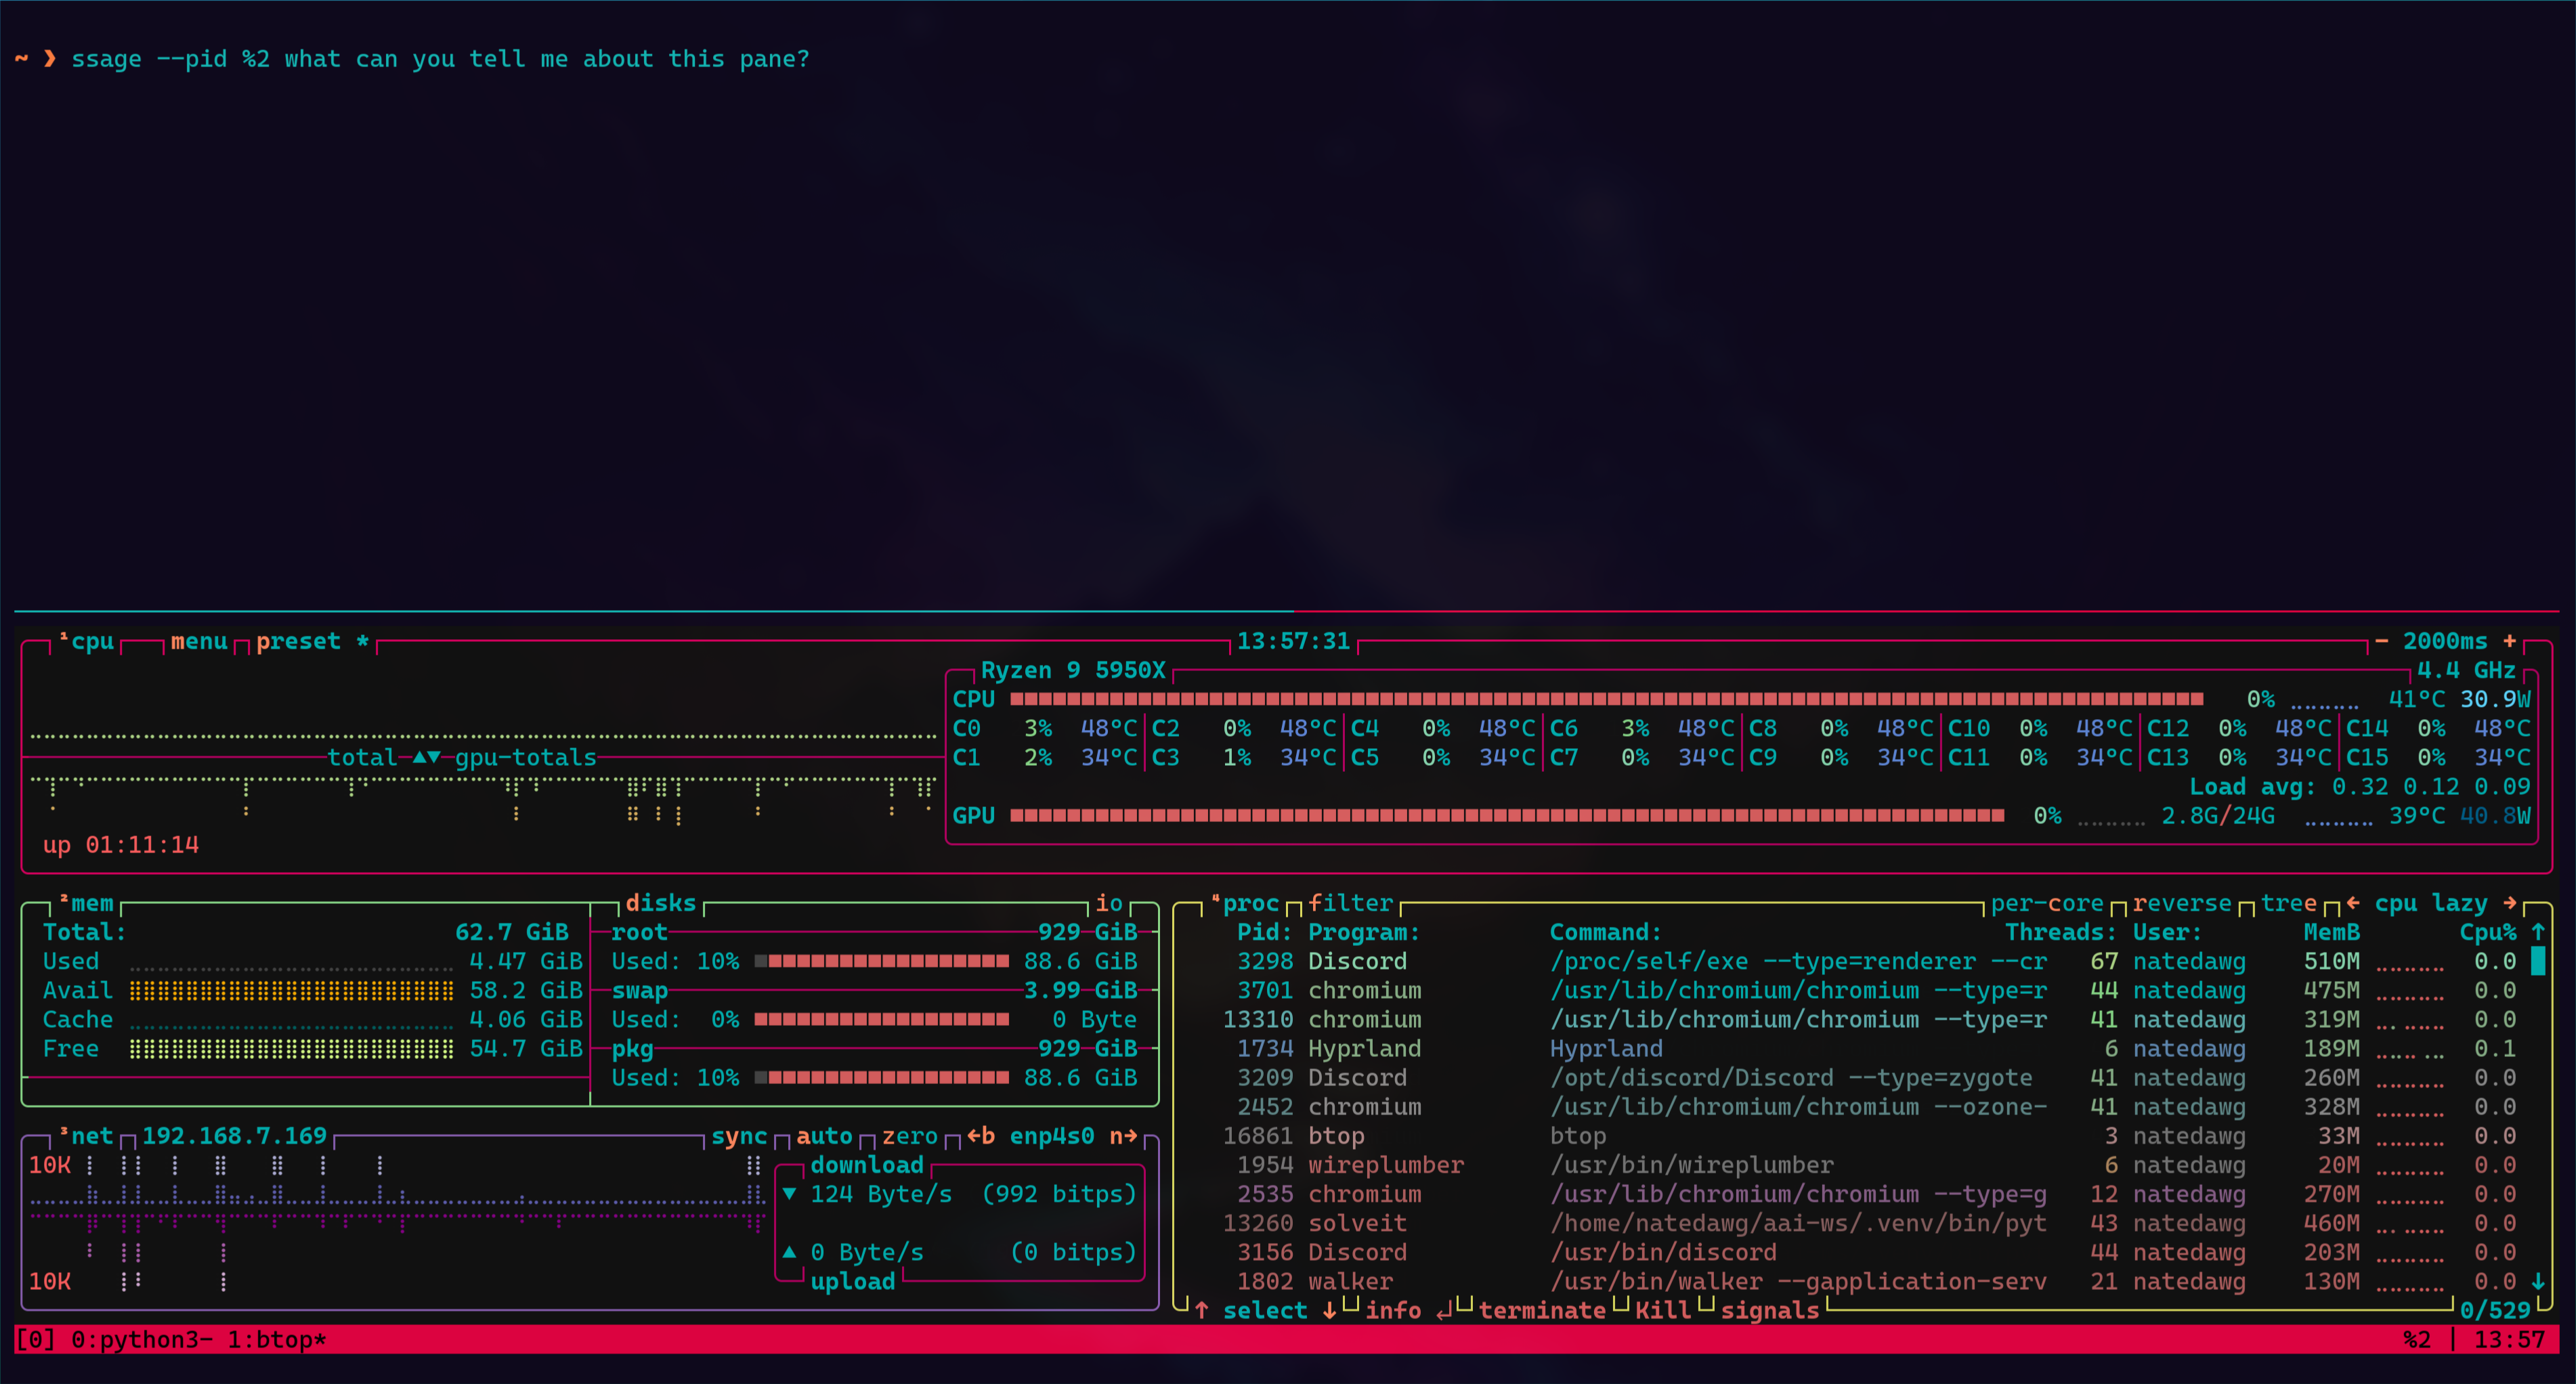 ~ ❯ ssage --pid %2 what can you tell me about this pane?
¹cpu menu preset * 13:57:31 - 2000ms +
Ryzen 9 5950X 4.4 GHz
CPU 0% 41°C 30.9W
C0 3% 48°C C2 0% 48°C C4 0% 48°C C6 3% 48°C C8 0% 48°C C10 0% 48°C C12 0% 48°C C14 0% 48°C
total ▲▼ gpu-totals C1 2% 34°C C3 1% 34°C C5 0% 34°C C7 0% 34°C C9 0% 34°C C11 0% 34°C C13 0% 34°C C15 0% 34°C
Load avg: 0.32 0.12 0.09
GPU 0% 2.8G/24G 39°C 40.8W
up 01:11:14
²mem disks io
Total: 62.7 GiB root 929 GiB
Used 4.47 GiB Used: 10% 88.6 GiB
Avail 58.2 GiB swap 3.99 GiB
Cache 4.06 GiB Used: 0% 0 Byte
Free 54.7 GiB pkg 929 GiB
Used: 10% 88.6 GiB
³net 192.168.7.169 sync auto zero ←b enp4s0 n→
10K download
▼ 124 Byte/s (992 bitps)
▲ 0 Byte/s (0 bitps)
10K upload
⁴proc filter per-core reverse tree ← cpu lazy →
Pid: Program: Command: Threads: User: MemB Cpu% ↑
3298 Discord /proc/self/exe --type=renderer --cr 67 natedawg 510M 0.0
3701 chromium /usr/lib/chromium/chromium --type=r 44 natedawg 475M 0.0
13310 chromium /usr/lib/chromium/chromium --type=r 41 natedawg 319M 0.0
1734 Hyprland Hyprland 6 natedawg 189M 0.1
3209 Discord /opt/discord/Discord --type=zygote 41 natedawg 260M 0.0
2452 chromium /usr/lib/chromium/chromium --ozone- 41 natedawg 328M 0.0
16861 btop btop 3 natedawg 33M 0.0
1954 wireplumber /usr/bin/wireplumber 6 natedawg 20M 0.0
2535 chromium /usr/lib/chromium/chromium --type=g 12 natedawg 270M 0.0
13260 solveit /home/natedawg/aai-ws/.venv/bin/pyt 43 natedawg 460M 0.0
3156 Discord /usr/bin/discord 44 natedawg 203M 0.0
1802 walker /usr/bin/walker --gapplication-serv 21 natedawg 130M 0.0 ↓
↑ select ↓ info ↵ terminate Kill signals 0/529
[0] 0:python3- 1:btop* %2 | 13:57